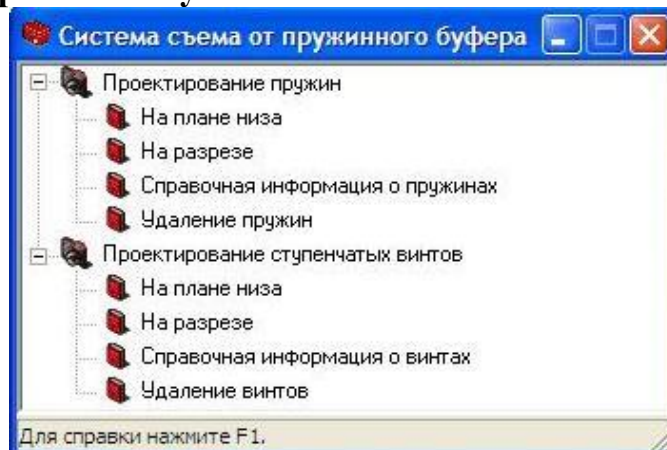 Система съема от пружинного буфера
Проектирование пружин
На плане низа
На разрезе
Справочная информация о пружинах
Удаление пружин
Проектирование ступенчатых винтов
На плане низа
На разрезе
Справочная информация о винтах
Удаление винтов
Для справки нажмите F1.